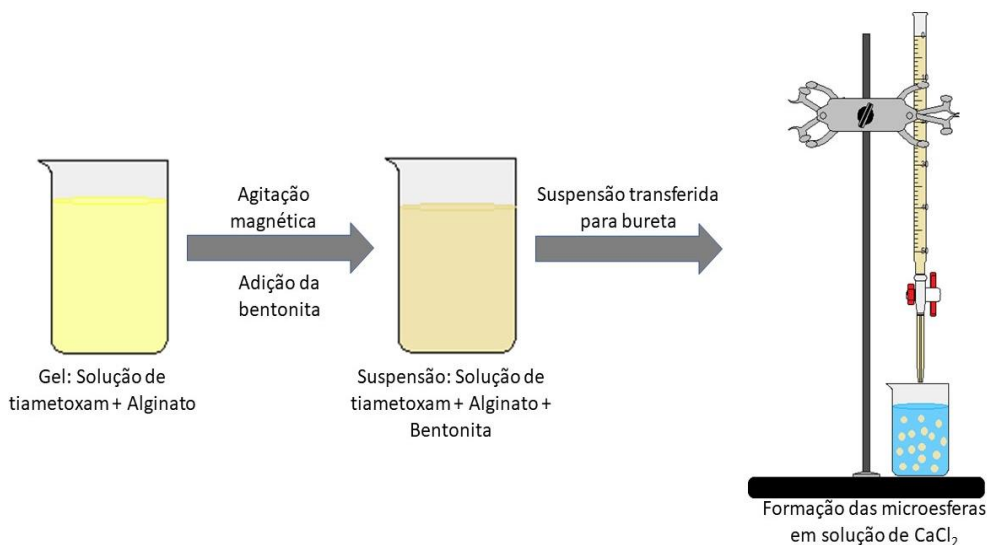 Agitação
magnética
Adição da
bentonita
Suspensão transferida
para bureta
Gel: Solução de
tiametoxam + Alginato
Suspensão: Solução de
tiametoxam + Alginato +
Bentonita
Formação das microesferas
em solução de CaCl₂